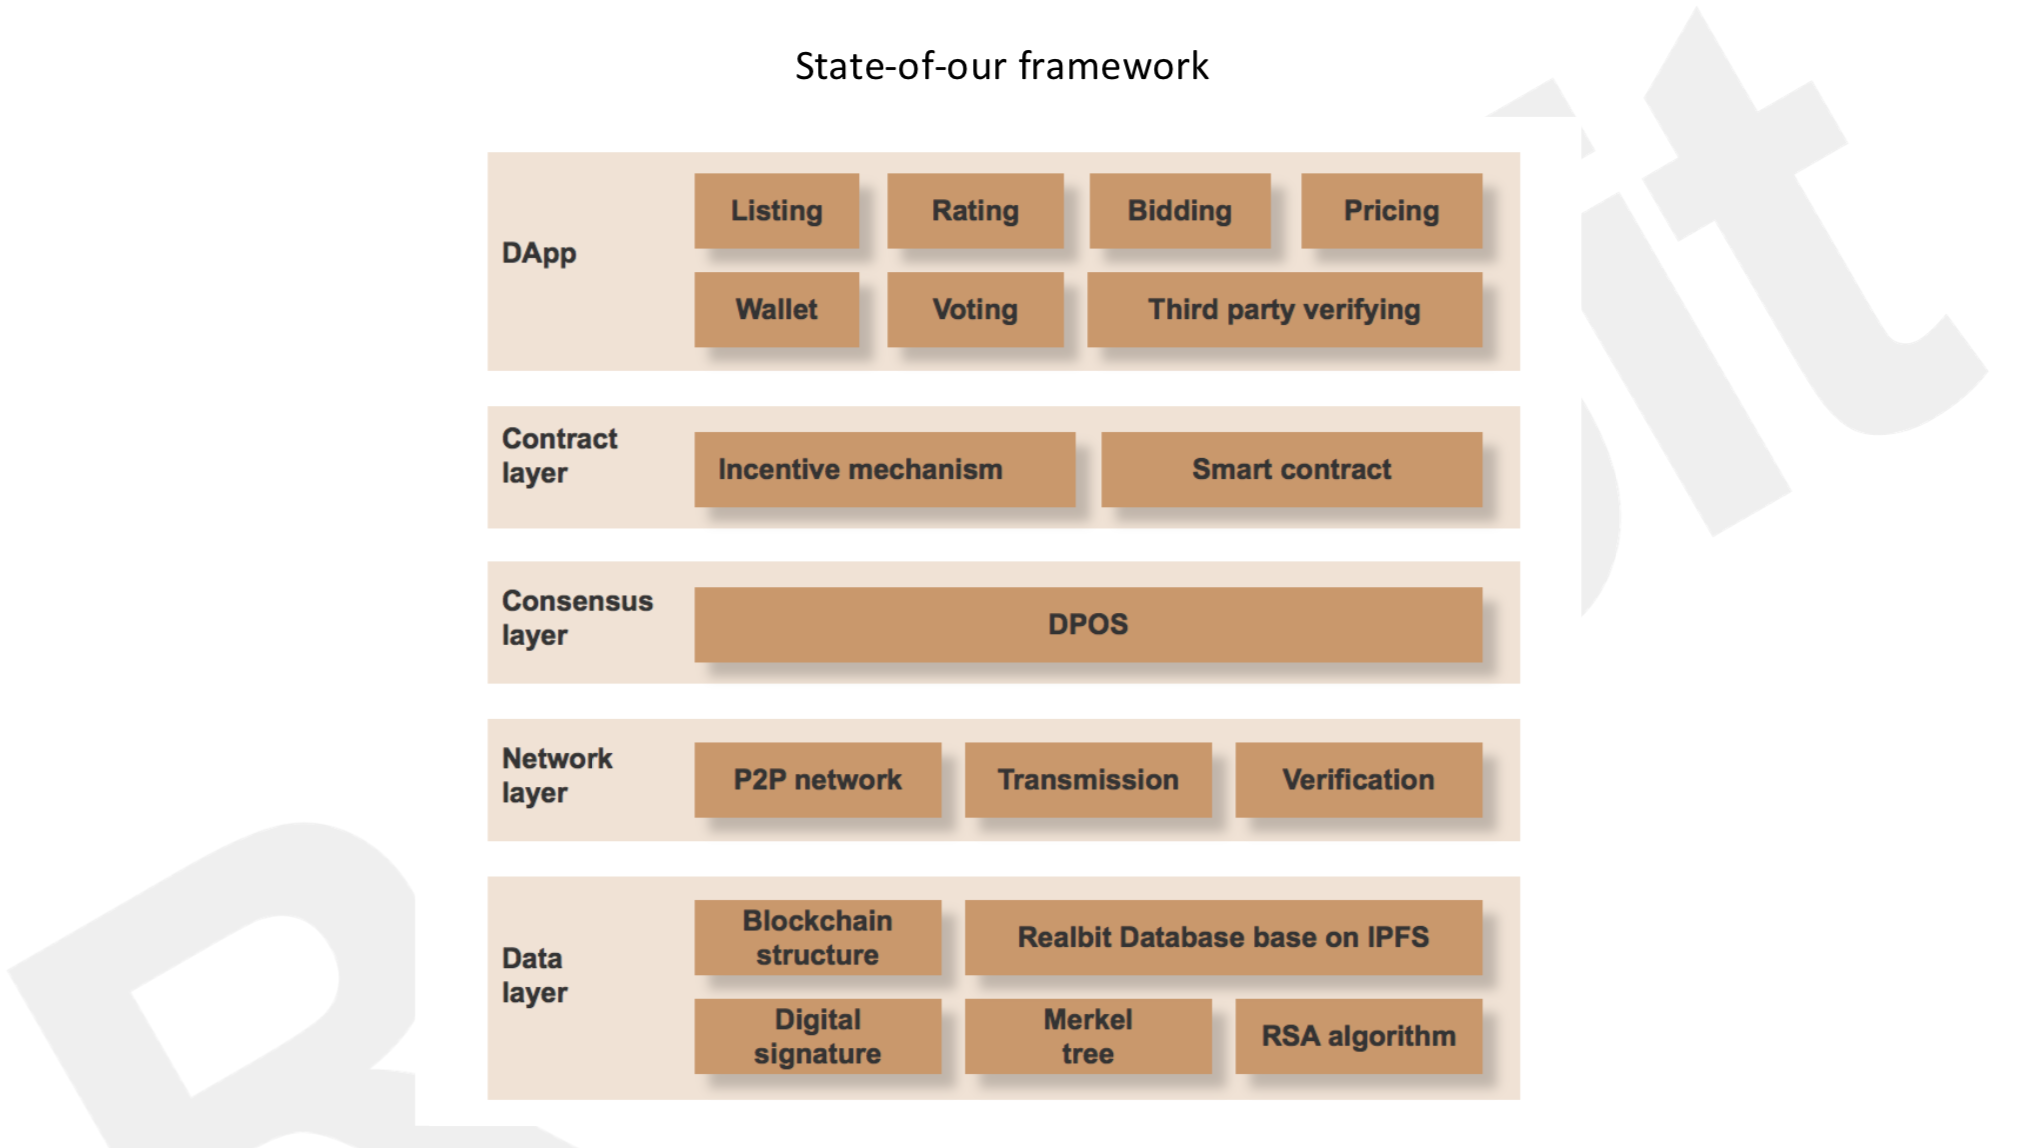 State-of-our framework
DApp
Listing
Rating
Bidding
Pricing
Wallet
Voting
Third party verifying
Contract
layer
Incentive mechanism
Smart contract
Consensus
layer
DPOS
Network
layer
P2P network
Transmission
Verification
Data
layer
Blockchain
structure
Realbit Database base on IPFS
Digital
signature
Merkel
tree
RSA algorithm